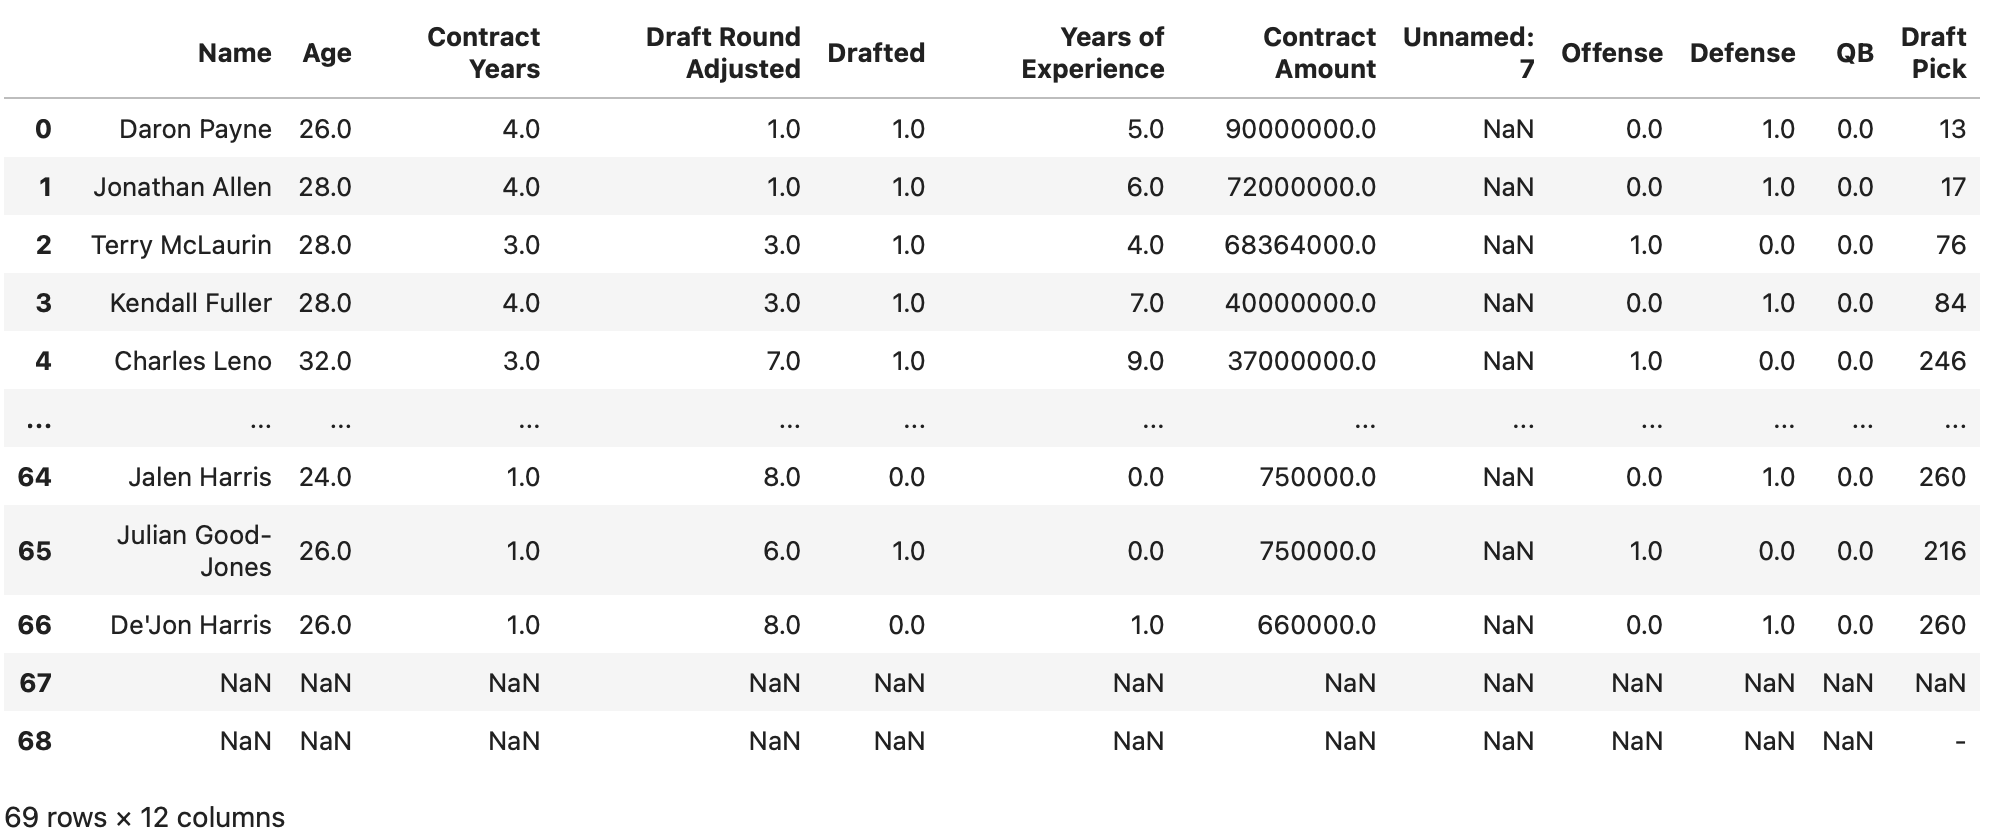 Name Age Contract Years Draft Round Adjusted Drafted Years of Experience Contract Amount Unnamed: 7 Offense Defense QB Draft Pick
0 Daron Payne 26.0 4.0 1.0 1.0 5.0 90000000.0 NaN 0.0 1.0 0.0 13
1 Jonathan Allen 28.0 4.0 1.0 1.0 6.0 72000000.0 NaN 0.0 1.0 0.0 17
2 Terry McLaurin 28.0 3.0 3.0 1.0 4.0 68364000.0 NaN 1.0 0.0 0.0 76
3 Kendall Fuller 28.0 4.0 3.0 1.0 7.0 40000000.0 NaN 0.0 1.0 0.0 84
4 Charles Leno 32.0 3.0 7.0 1.0 9.0 37000000.0 NaN 1.0 0.0 0.0 246
... ... ... ... ... ... ... ... ... ... ... ... ...
64 Jalen Harris 24.0 1.0 8.0 0.0 0.0 750000.0 NaN 0.0 1.0 0.0 260
65 Julian Good-Jones 26.0 1.0 6.0 1.0 0.0 750000.0 NaN 1.0 0.0 0.0 216
66 De'Jon Harris 26.0 1.0 8.0 0.0 1.0 660000.0 NaN 0.0 1.0 0.0 260
67 NaN NaN NaN NaN NaN NaN NaN NaN NaN NaN NaN NaN
68 NaN NaN NaN NaN NaN NaN NaN NaN NaN NaN NaN -
69 rows × 12 columns